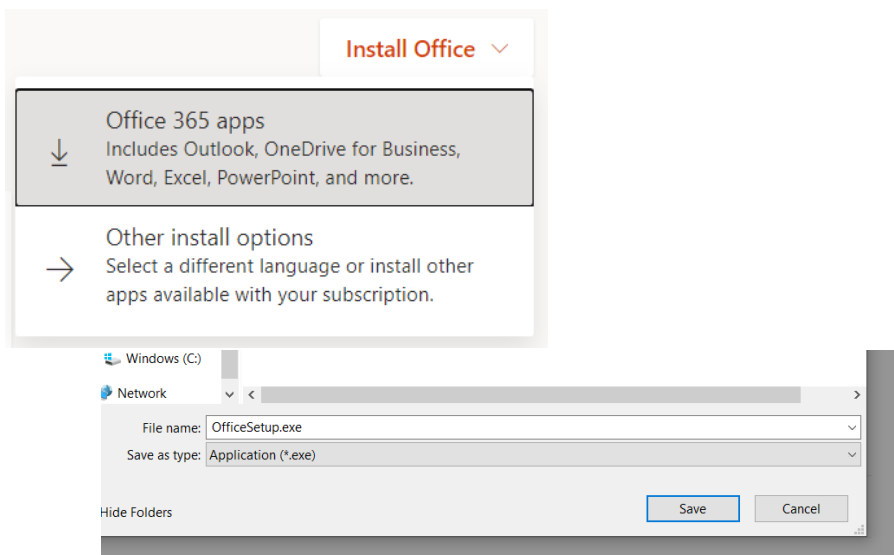 Install Office
Office 365 apps
Includes Outlook, OneDrive for Business,
Word, Excel, PowerPoint, and more.
Other install options
Select a different language or install other
apps available with your subscription.
Windows (C:)
Network
File name: OfficeSetup.exe
Save as type: Application (*.exe)
Hide Folders
Save
Cancel